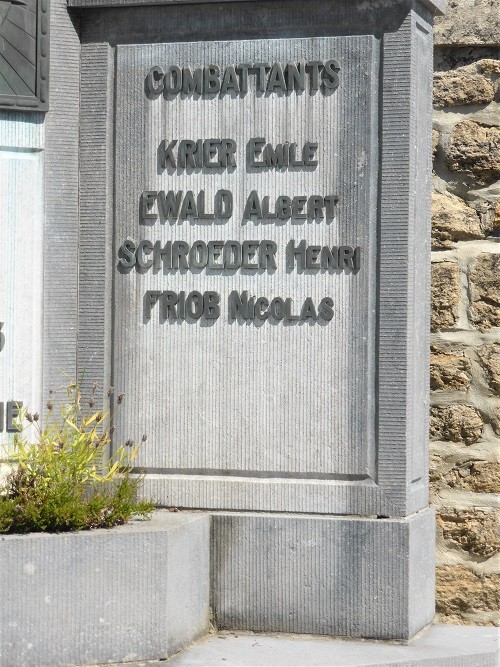 COMBATTANTS
KRIER EMILE
EWALD ALBERT
SCHROEDER HENRI
FRIOB NICOLAS